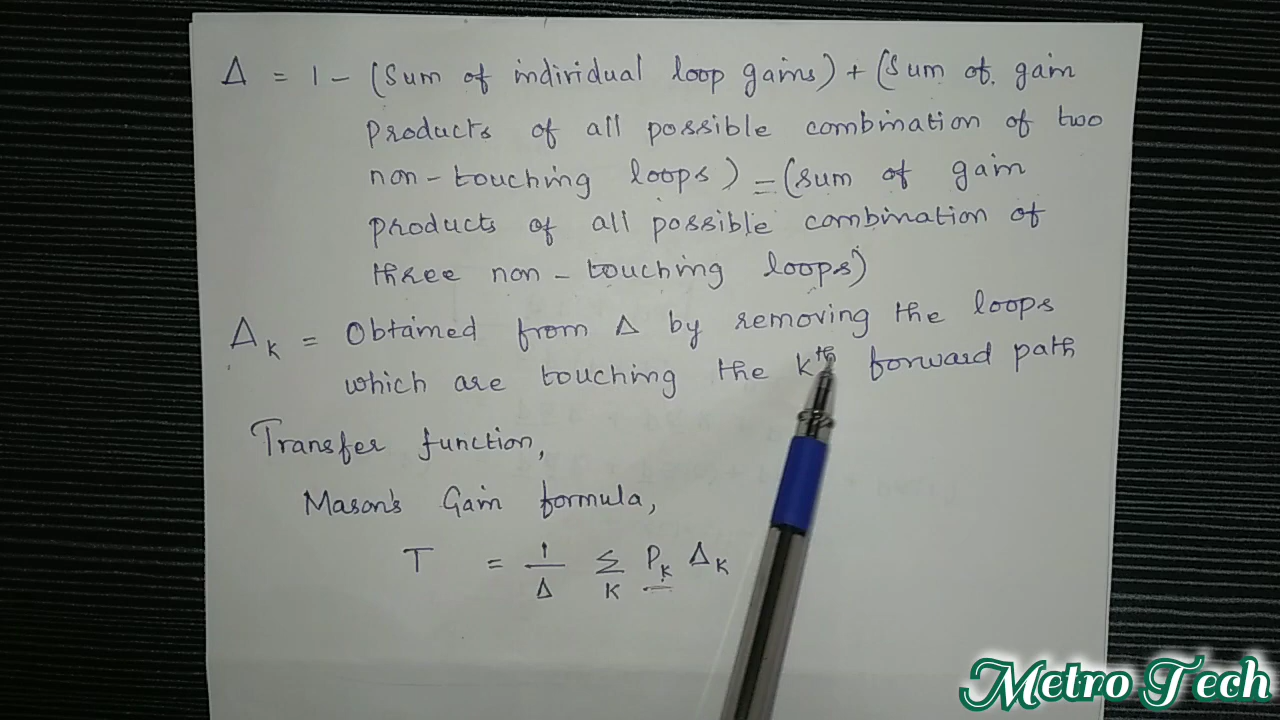 Δ = 1 - (Sum of individual loop gains) + (Sum of gain
products of all possible combination of two
non-touching loops) - (sum of gain
products of all possible combination of
three non-touching loops)
ΔK = Obtained from Δ by removing the loops
which are touching the Kth forward path
Transfer function,
Mason's Gain formula,
T = 1/Δ Σ K PK ΔK
Metro Tech